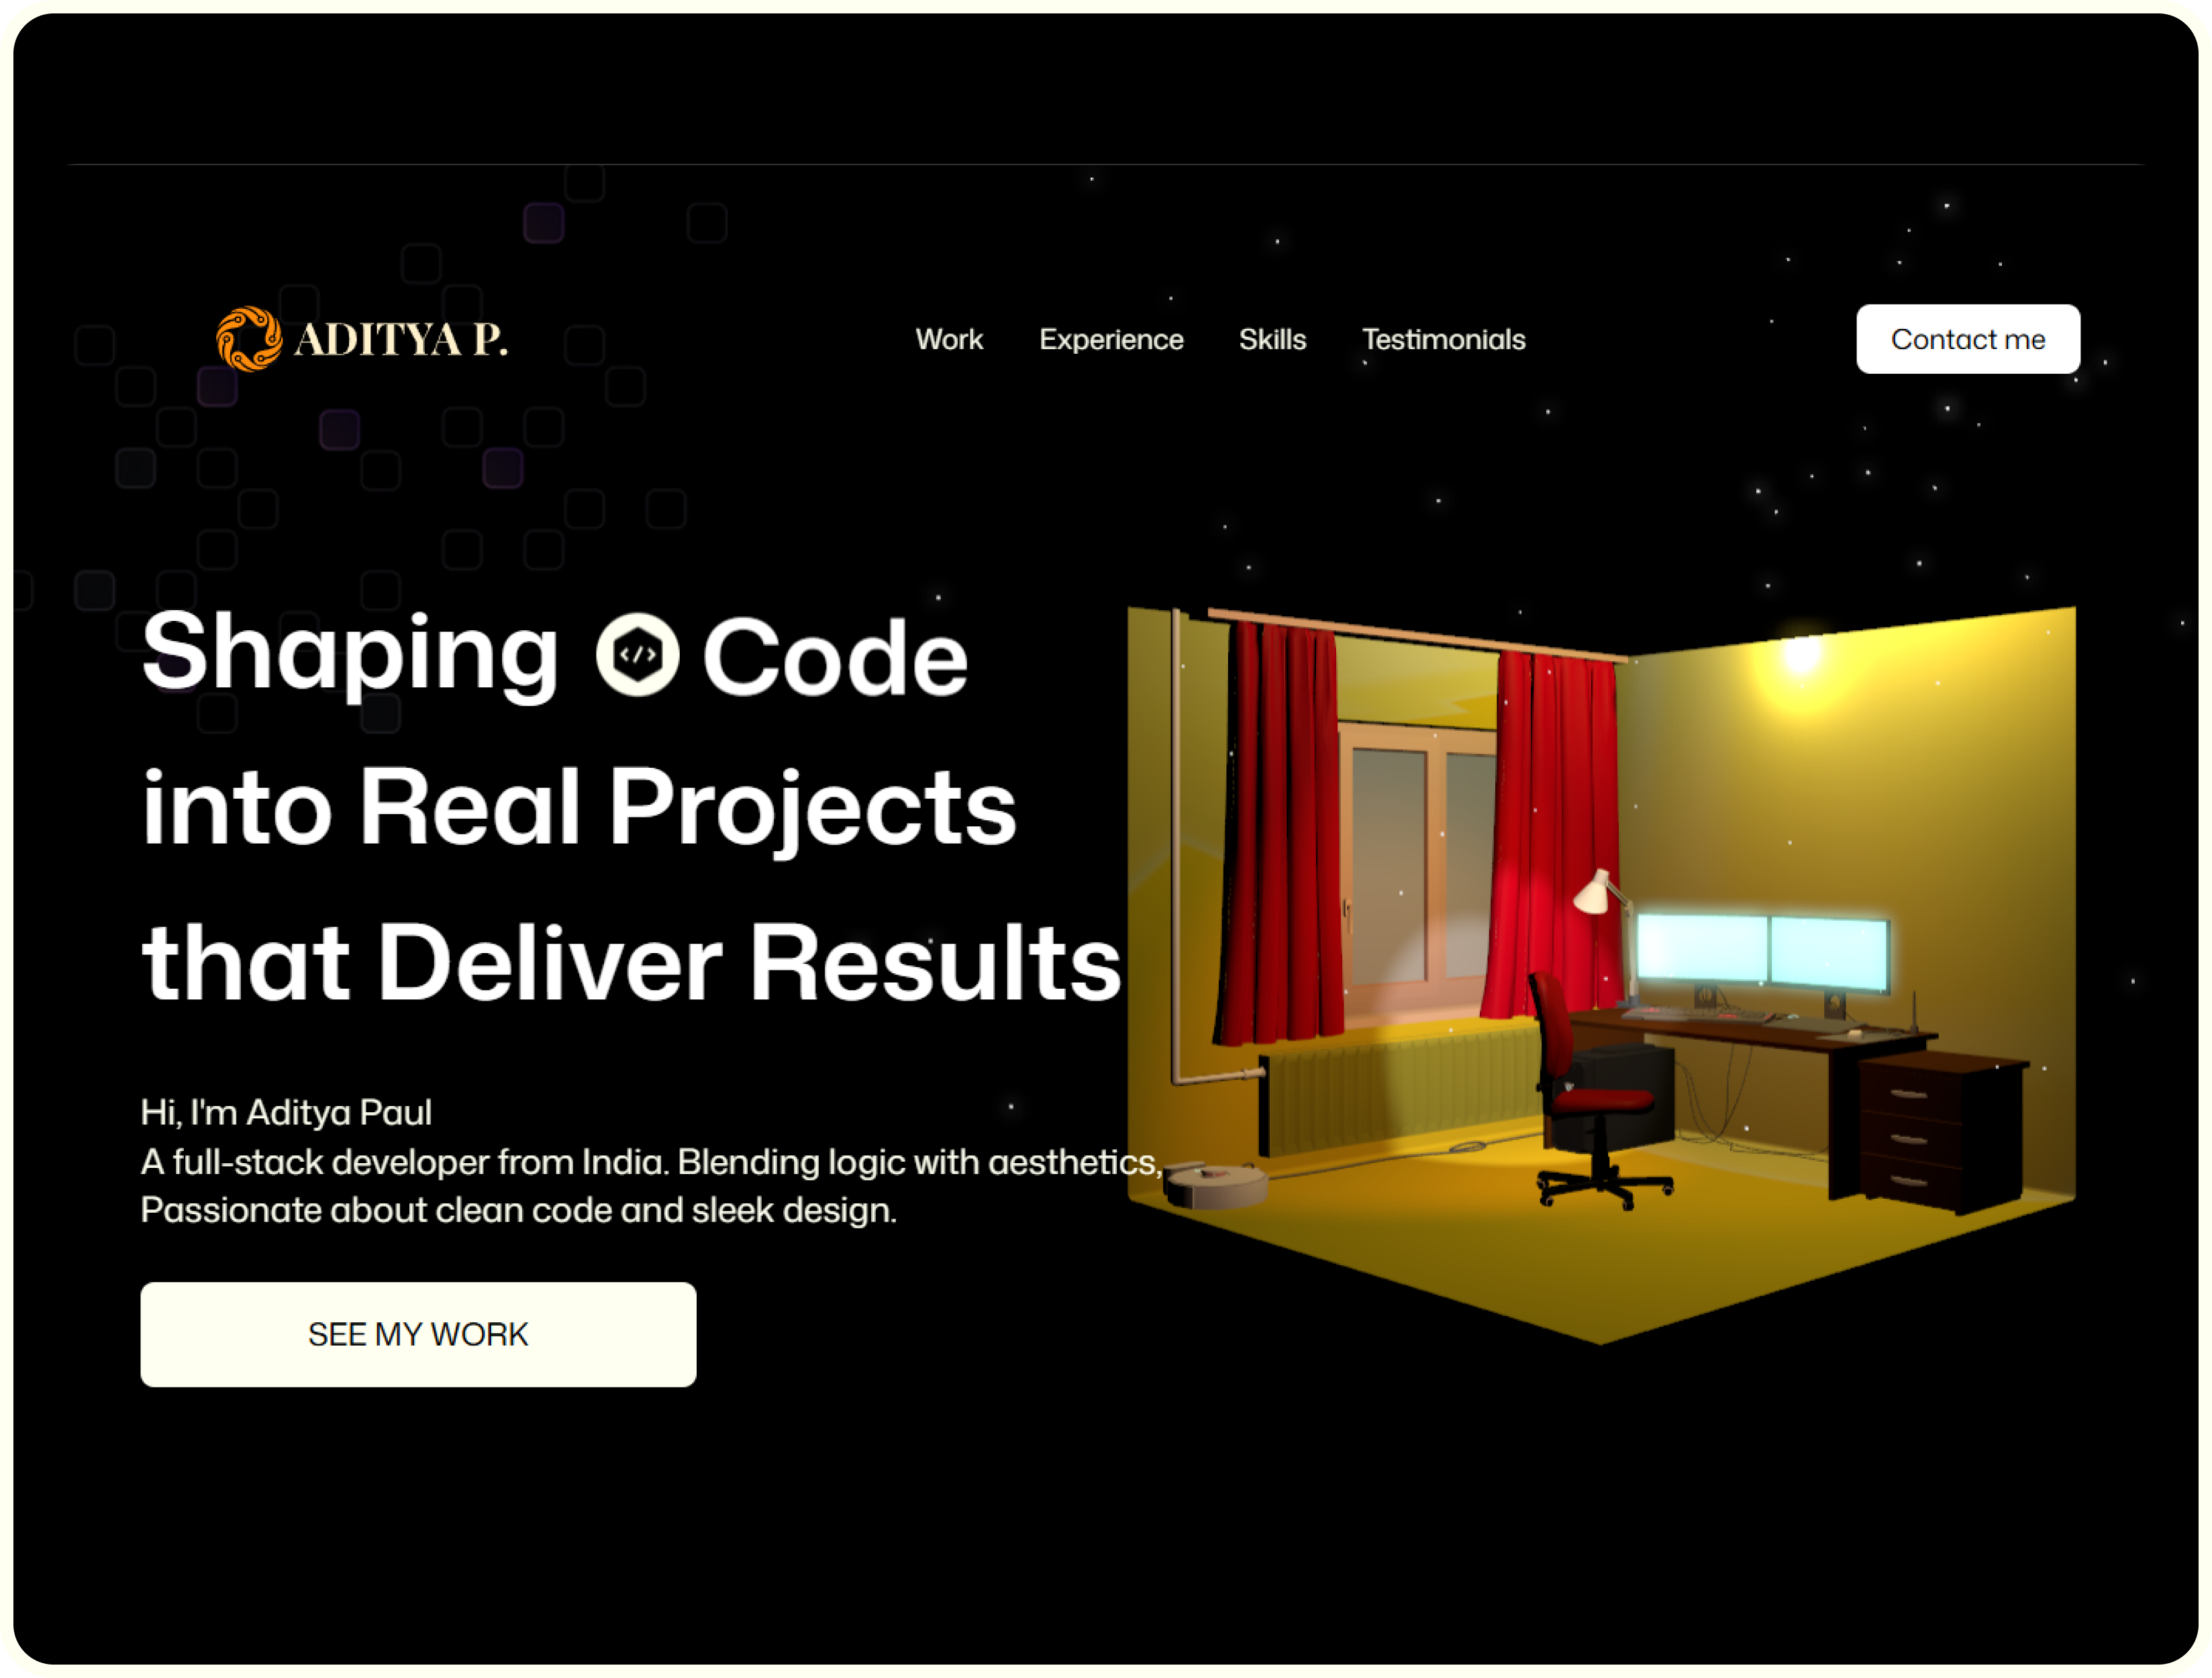 ADITYA P.
Work Experience Skills Testimonials
Contact me
Shaping </> Code
into Real Projects
that Deliver Results
Hi, I'm Aditya Paul
A full-stack developer from India. Blending logic with aesthetics,
Passionate about clean code and sleek design.
SEE MY WORK